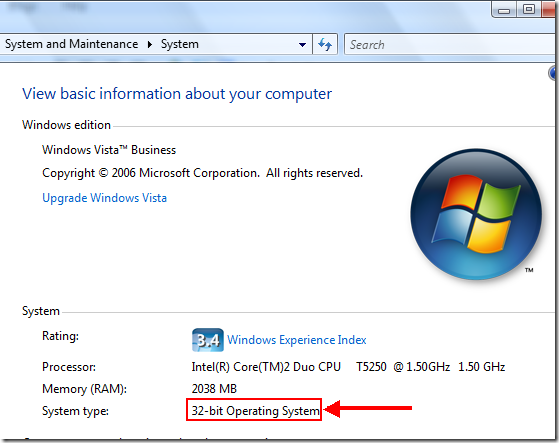 System and Maintenance ▸ System Search
View basic information about your computer
Windows edition
Windows Vista™ Business
Copyright © 2006 Microsoft Corporation. All rights reserved.
Upgrade Windows Vista
TM
System
Rating: 3.4 Windows Experience Index
Processor: Intel(R) Core(TM)2 Duo CPU T5250 @ 1.50GHz 1.50 GHz
Memory (RAM): 2038 MB
System type: 32-bit Operating System